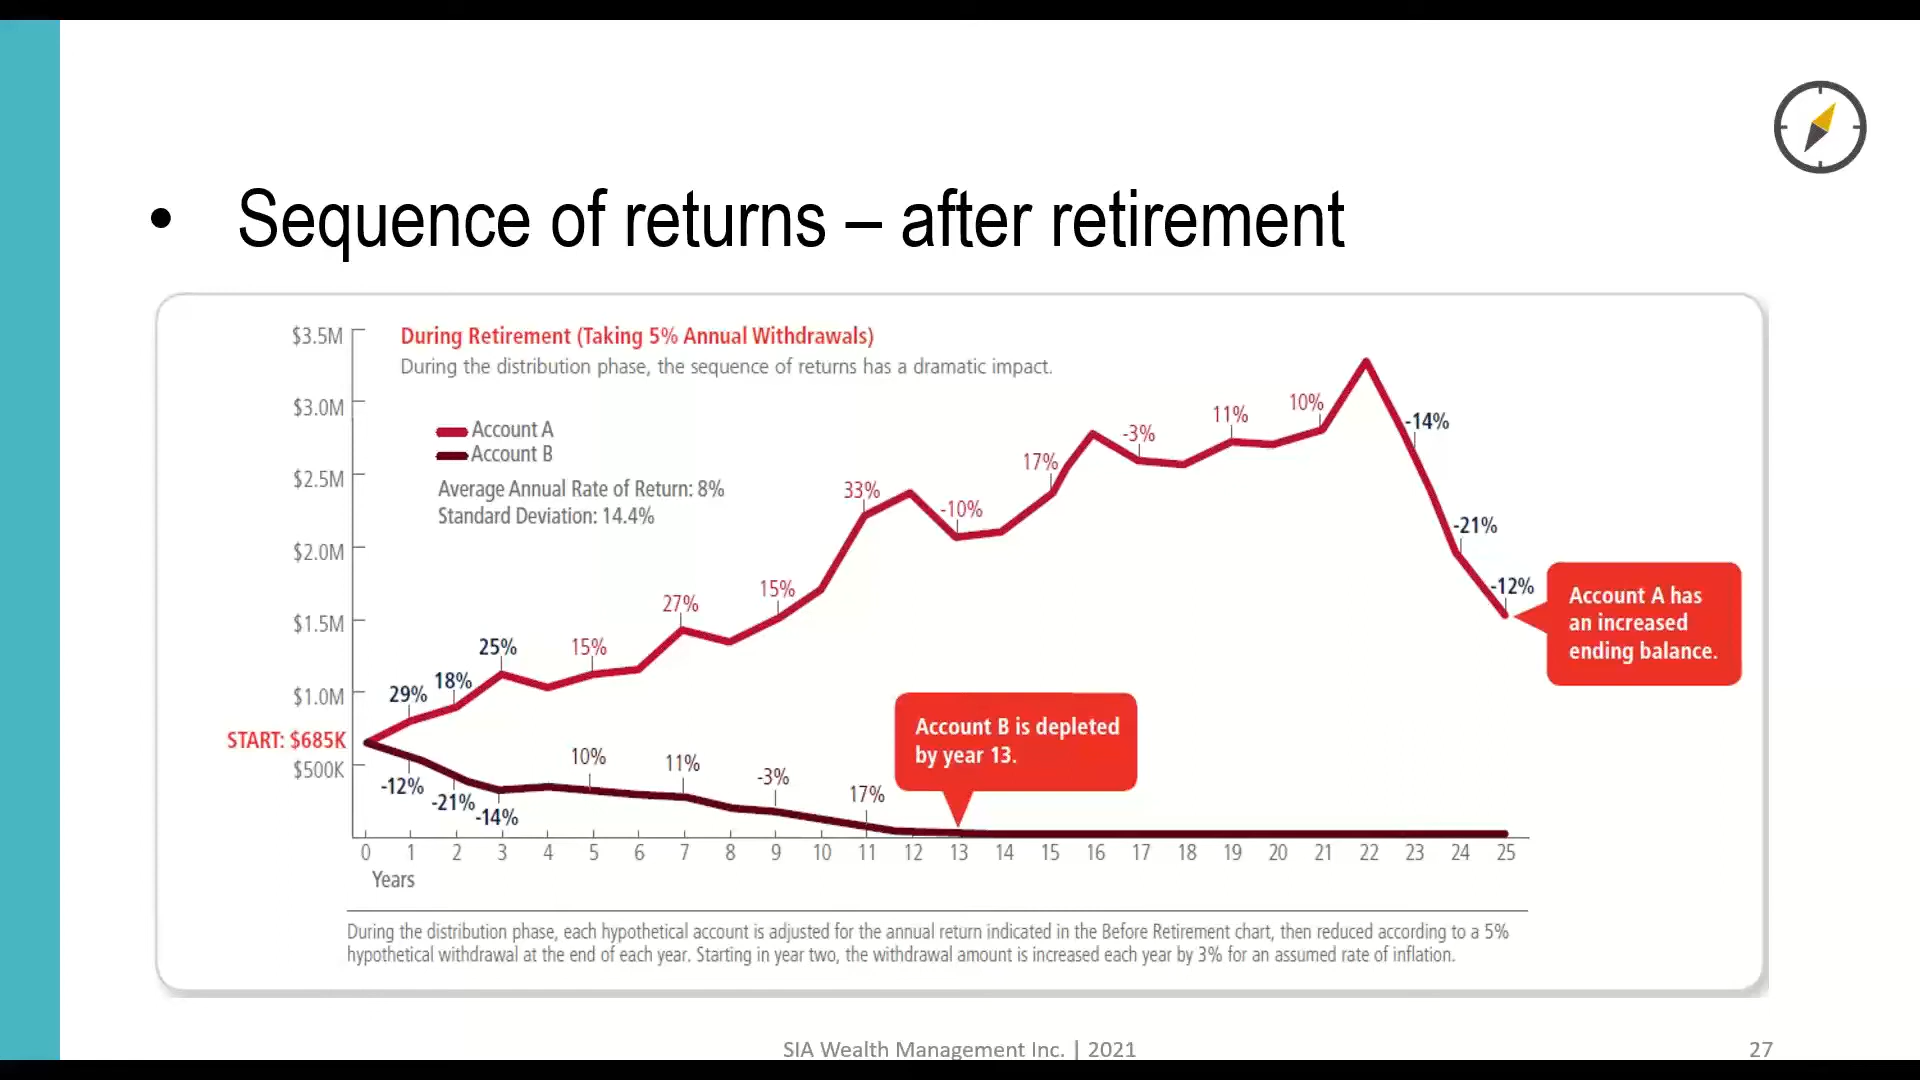 • Sequence of returns – after retirement
$3.5M
$3.0M
$2.5M
$2.0M
$1.5M
$1.0M
START: $685K
$500K
During Retirement (Taking 5% Annual Withdrawals)
During the distribution phase, the sequence of returns has a dramatic impact.
Account A
Account B
Average Annual Rate of Return: 8%
Standard Deviation: 14.4%
29%
18%
25%
15%
27%
15%
33%
-10%
17%
-3%
11%
10%
-14%
-21%
-12%
Account A has
an increased
ending balance.
-12%
-21%
-14%
10%
11%
-3%
17%
Account B is depleted
by year 13.
0 1 2 3 4 5 6 7 8 9 10 11 12 13 14 15 16 17 18 19 20 21 22 23 24 25
Years
During the distribution phase, each hypothetical account is adjusted for the annual return indicated in the Before Retirement chart, then reduced according to a 5%
hypothetical withdrawal at the end of each year. Starting in year two, the withdrawal amount is increased each year by 3% for an assumed rate of inflation.
SIA Wealth Management Inc. | 2021
27